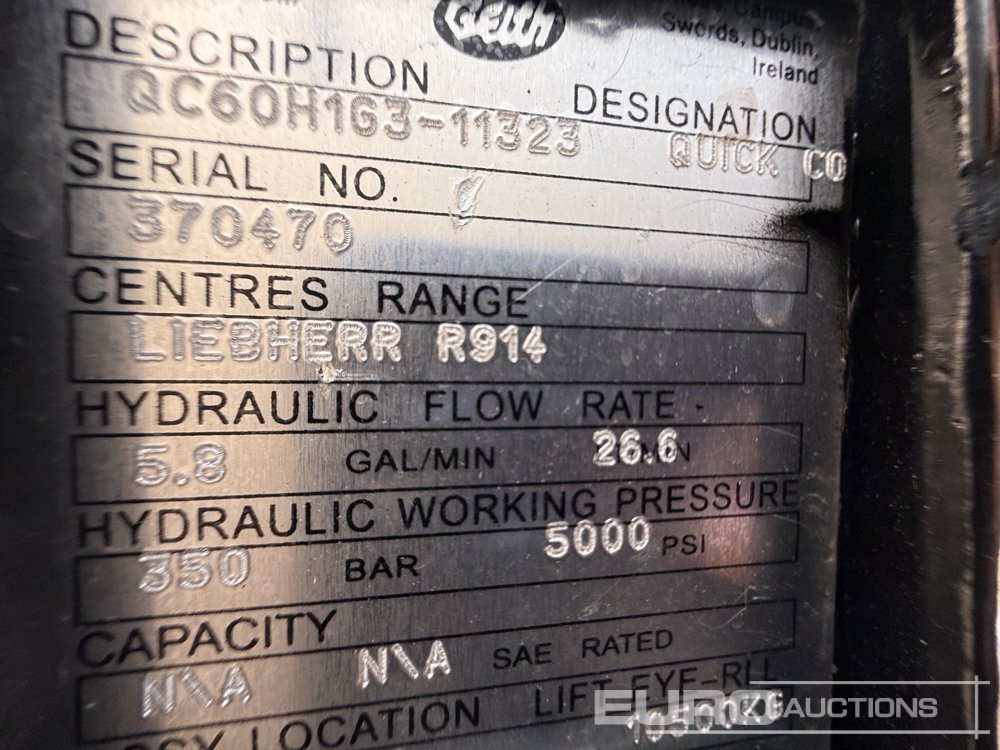 Geith
Swords, Dublin,
Ireland
DESCRIPTION DESIGNATION
QC60H1G3-11323 QUICK CO
SERIAL NO.
370470
CENTRES RANGE
LIEBHERR R914
HYDRAULIC FLOW RATE
5.8 GAL/MIN 26.6
HYDRAULIC WORKING PRESSURE
350 BAR 5000 PSI
CAPACITY
N\A N\A SAE RATED
LOCATION LIFT EYE-RLL
EURO AUCTIONS